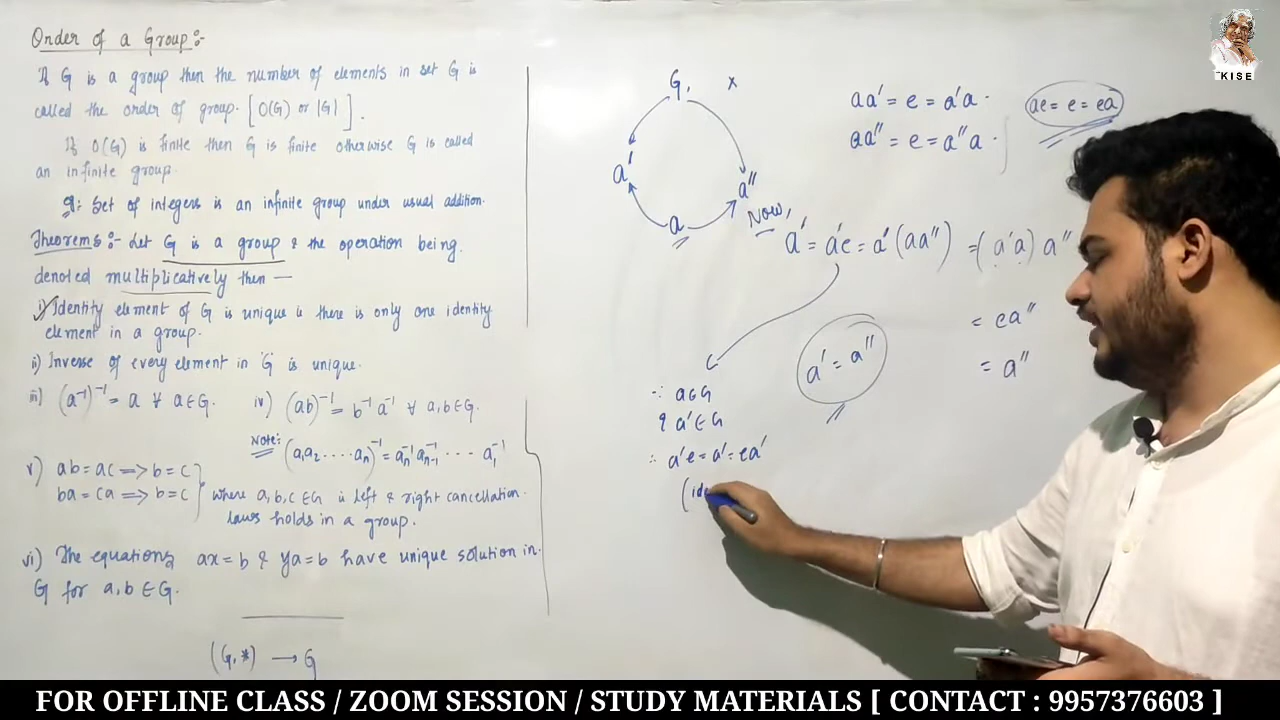 Order of a Group:-
If G is a group then the number of elements in set G is
called the order of group. [O(G) or |G|].
If O(G) is finite then G is finite otherwise G is called
an infinite group.
eg: Set of integers is an infinite group under usual addition.
Theorems:- Let G is a group & the operation being
denoted multiplicatively then —
i) Identity element of G is unique i.e there is only one identity
element in a group.
ii) Inverse of every element in 'G' is unique.
iii) (a⁻¹)⁻¹ = a ∀ a∈G. iv) (ab)⁻¹ = b⁻¹ a⁻¹ ∀ a,b∈G.
Note: (a₁a₂ ---- aₙ)⁻¹ = aₙ⁻¹ aₙ₋₁⁻¹ --- a₁⁻¹
v) ab = ac ⟹ b = c
ba = ca ⟹ b = c } where a,b,c ∈ G ie left & right cancellation
laws holds in a group.
vi) The equations ax = b & ya = b have unique solution in
G for a,b ∈ G.
(G,*) → G
G, *
a'
a''
a
aa' = e = a'a.
aa'' = e = a''a.
ae = e = ea
Now,
a' = a'e = a'(aa'') = (a'a)a''
= ea''
= a''
a' = a''
∵ a∈G
& a'∈G
∴ a'e = a' = ea'
(ide
KISE
FOR OFFLINE CLASS / ZOOM SESSION / STUDY MATERIALS [ CONTACT : 9957376603 ]